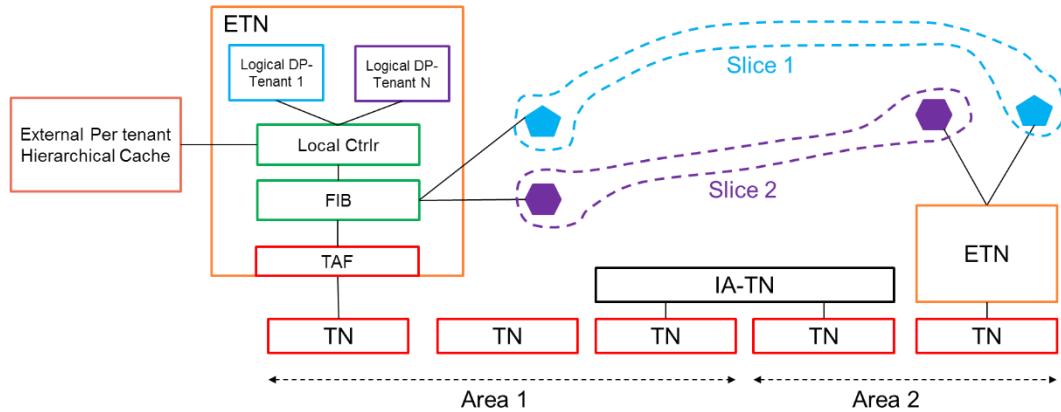 ETN
Logical DP-
Tenant 1
Logical DP-
Tenant N
Slice 1
External Per tenant
Hierarchical Cache
Local Ctrlr
FIB
Slice 2
TAF
ETN
IA-TN
TN
TN
TN
TN
TN
Area 1
Area 2